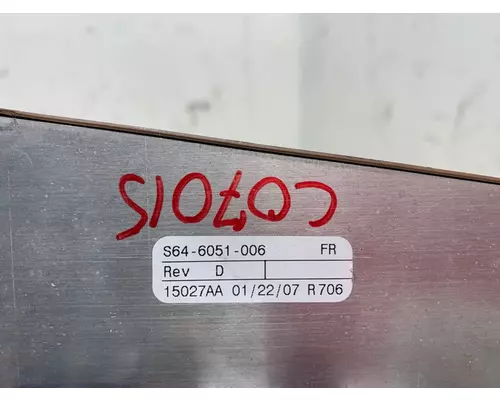 C07015
S64-6051-006 FR
Rev D
15027AA 01/22/07 R706